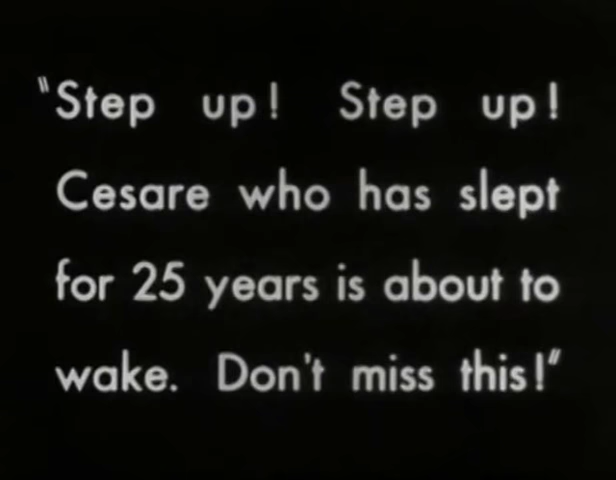 "Step up! Step up!
Cesare who has slept
for 25 years is about to
wake. Don't miss this!"